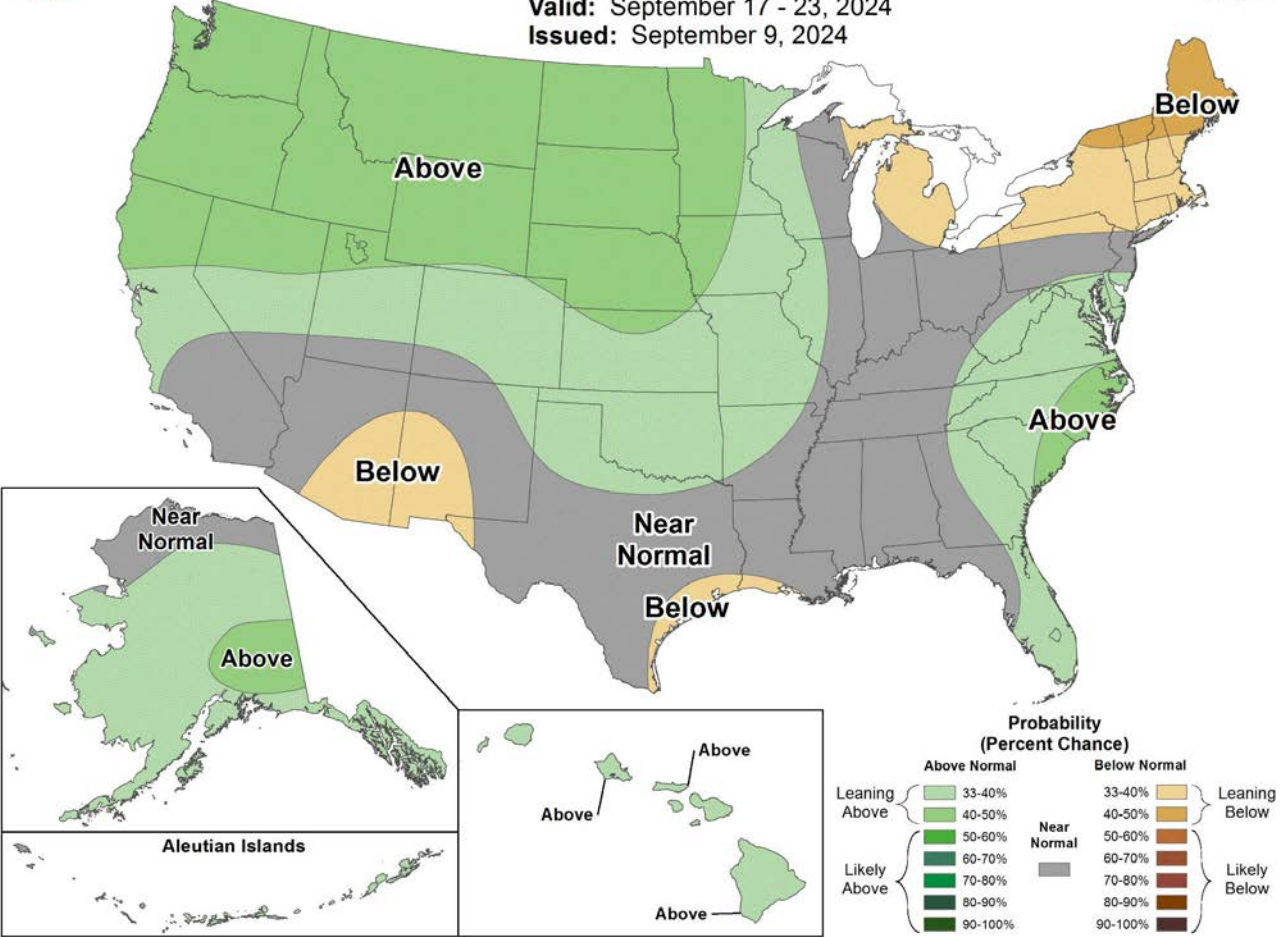 Valid: September 17 - 23, 2024
Issued: September 9, 2024
Below
Above
Above
Below
Near
Normal
Below
Near
Normal
Above
Aleutian Islands
Above
Above
Above
Probability
(Percent Chance)
Above Normal
Below Normal
Leaning
Above
33-40%
40-50%
Likely
Above
50-60%
60-70%
70-80%
80-90%
90-100%
Near
Normal
33-40%
40-50%
Leaning
Below
50-60%
60-70%
70-80%
80-90%
90-100%
Likely
Below